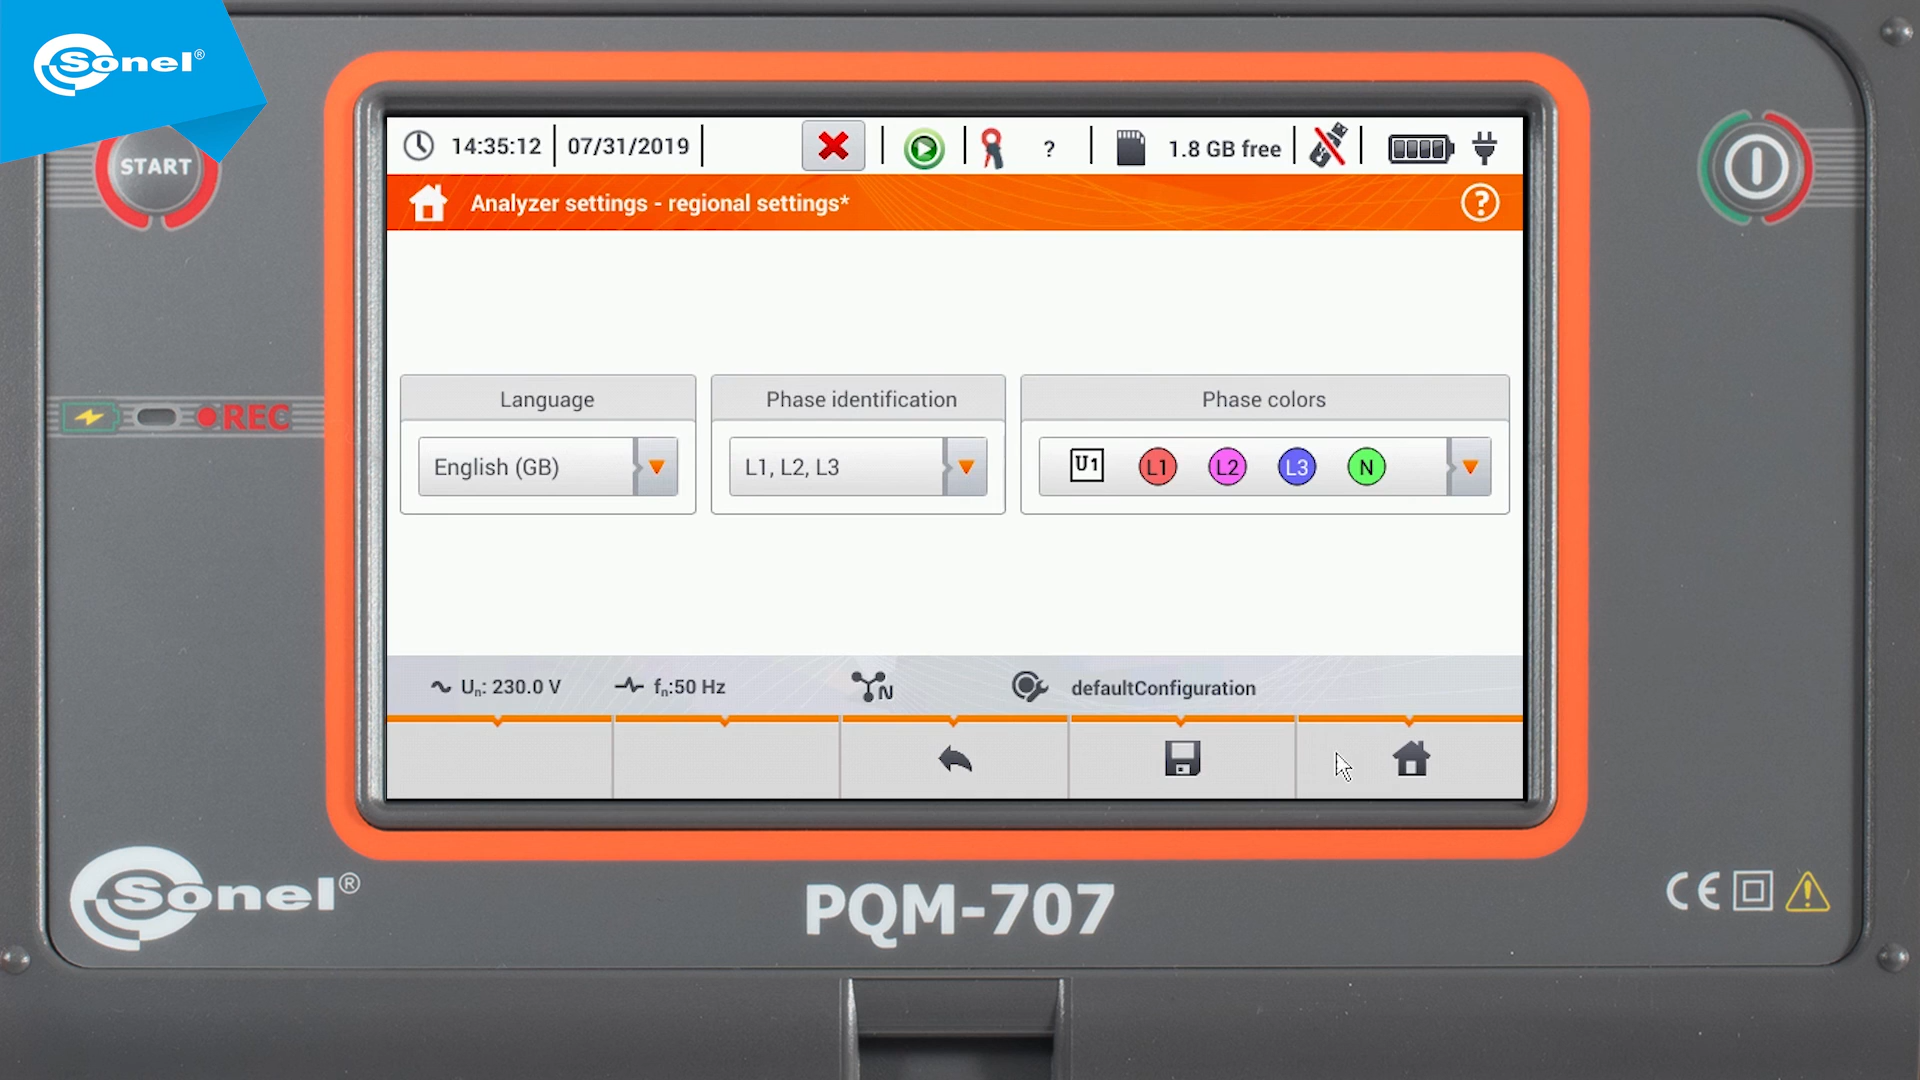 Sonel®
START
14:35:12
07/31/2019
?
1.8 GB free
Analyzer settings - regional settings*
?
REC
Language
Phase identification
Phase colors
English (GB)
L1, L2, L3
U1 L1 L2 L3 N
Un: 230.0 V
fn:50 Hz
N
defaultConfiguration
Sonel®
PQM-707
CE